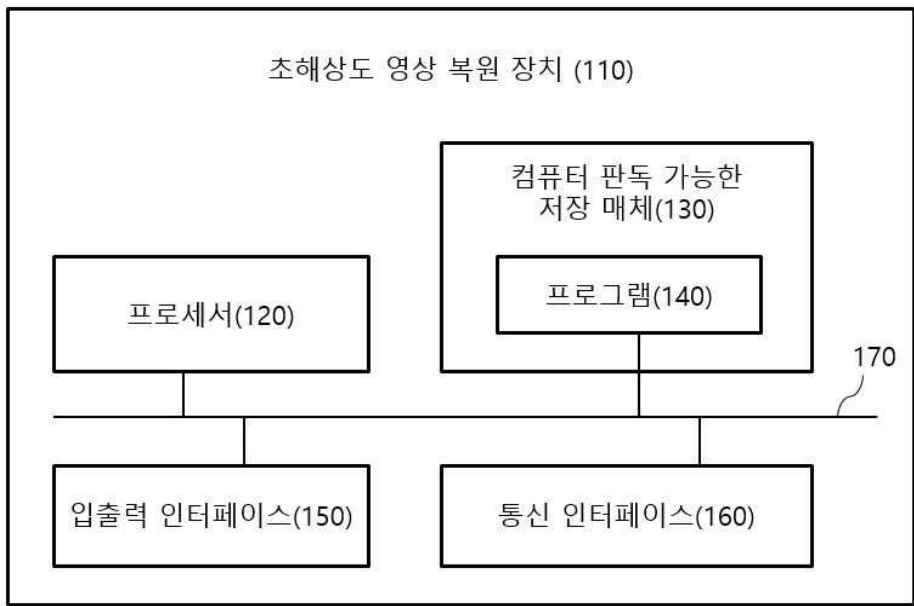 초해상도 영상 복원 장치 (110)
컴퓨터 판독 가능한
저장 매체(130)
프로세서(120)
프로그램(140)
170
입출력 인터페이스(150)
통신 인터페이스(160)